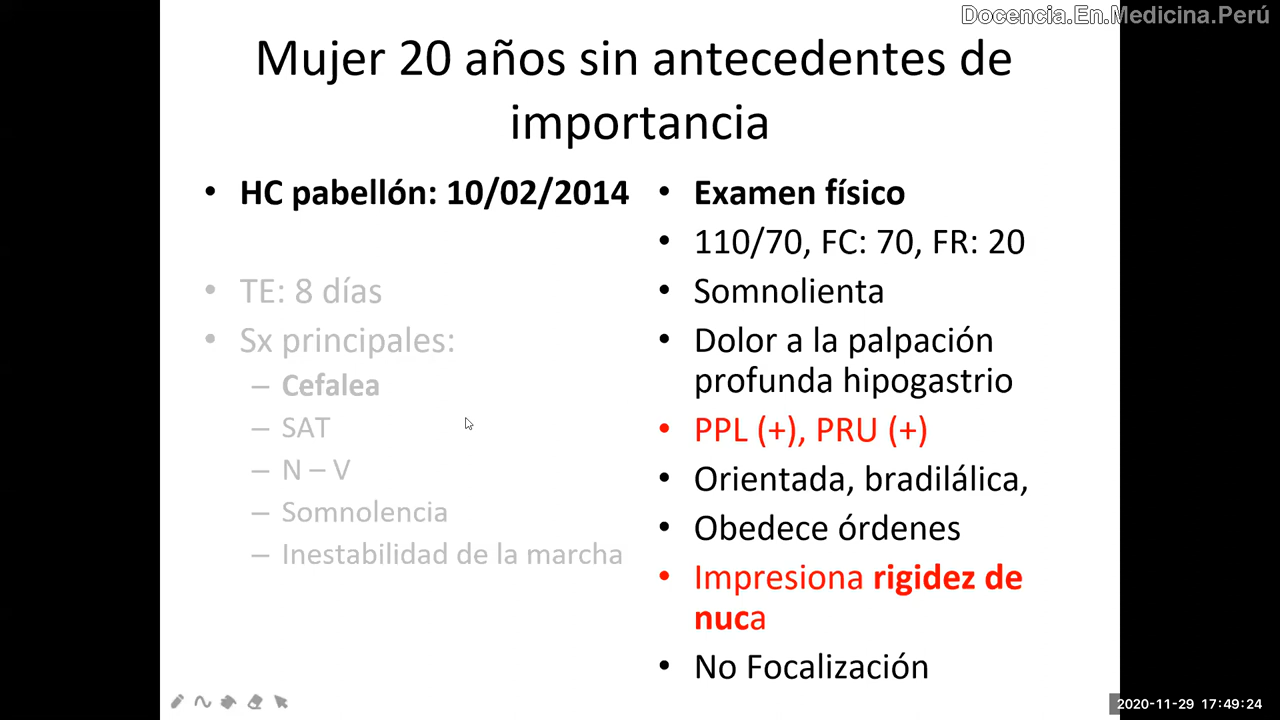 Docencia.En.Medicina.Perú
Mujer 20 años sin antecedentes de
importancia
• HC pabellón: 10/02/2014
• TE: 8 días
• Sx principales:
– Cefalea
– SAT
– N – V
– Somnolencia
– Inestabilidad de la marcha
• Examen físico
• 110/70, FC: 70, FR: 20
• Somnolienta
• Dolor a la palpación
profunda hipogastrio
• PPL (+), PRU (+)
• Orientada, bradilálica,
• Obedece órdenes
• Impresiona rigidez de
nuca
• No Focalización
2020-11-29 17:49:24